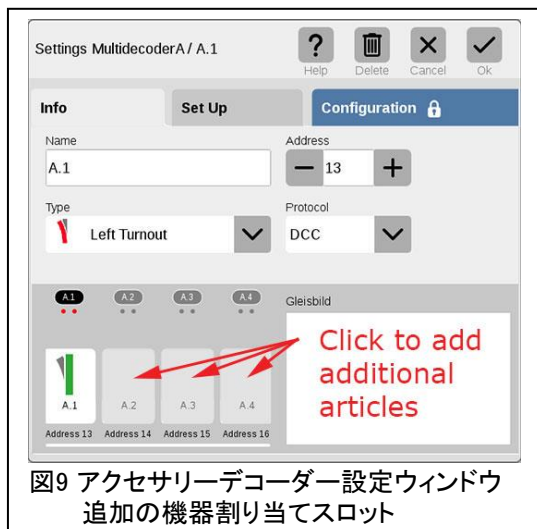 Settings MultidecoderA / A.1
?
Help Delete Cancel Ok
Info Set Up Configuration
Name Address
A.1 13
Type Protocol
Left Turnout DCC
A.1 A.2 A.3 A.4 Gleisbild
Click to add
additional
articles
A.1 A.2 A.3 A.4
Address 13 Address 14 Address 15 Address 16
図9 アクセサリーデコーダー設定ウィンドウ
追加の機器割り当てスロット